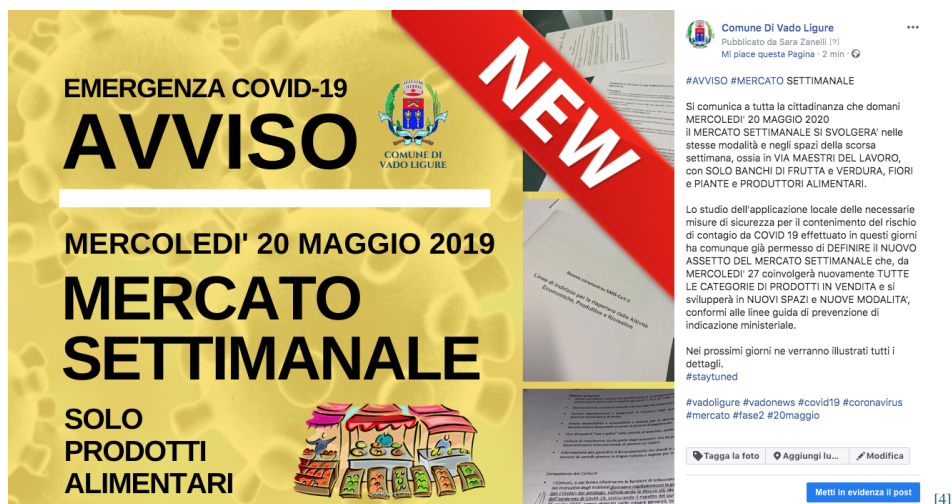 EMERGENZA COVID-19
AVVISO
COMUNE DI
VADO LIGURE
NEW
MERCOLEDI' 20 MAGGIO 2019
MERCATO
SETTIMANALE
SOLO
PRODOTTI
ALIMENTARI
Nuovo coronavirus SARS-CoV-2
Linee di indirizzo per la riapertura delle Attività
Economiche, Produttive e Ricreative
Competenze dei Comuni:
Comune Di Vado Ligure
Pubblicato da Sara Zanelli [?]
Mi piace questa Pagina · 2 min ·
#AVVISO #MERCATO SETTIMANALE
Si comunica a tutta la cittadinanza che domani
MERCOLEDI' 20 MAGGIO 2020
il MERCATO SETTIMANALE SI SVOLGERA' nelle
stesse modalità e negli spazi della scorsa
settimana, ossia in VIA MAESTRI DEL LAVORO,
con SOLO BANCHI DI FRUTTA e VERDURA, FIORI
e PIANTE e PRODUTTORI ALIMENTARI.
Lo studio dell'applicazione locale delle necessarie
misure di sicurezza per il contenimento del rischio
di contagio da COVID 19 effettuato in questi giorni
ha comunque già permesso di DEFINIRE il NUOVO
ASSETTO DEL MERCATO SETTIMANALE che, da
MERCOLEDI' 27 coinvolgerà nuovamente TUTTE
LE CATEGORIE DI PRODOTTI IN VENDITA e si
svilupperà in NUOVI SPAZI e NUOVE MODALITA',
conformi alle linee guida di prevenzione di
indicazione ministeriale.
Nei prossimi giorni ne verranno illustrati tutti i
dettagli.
#staytuned
#vadoligure #vadonews #covid19 #coronavirus
#mercato #fase2 #20maggio
Tagga la foto
Aggiungi lu...
Modifica
Metti in evidenza il post